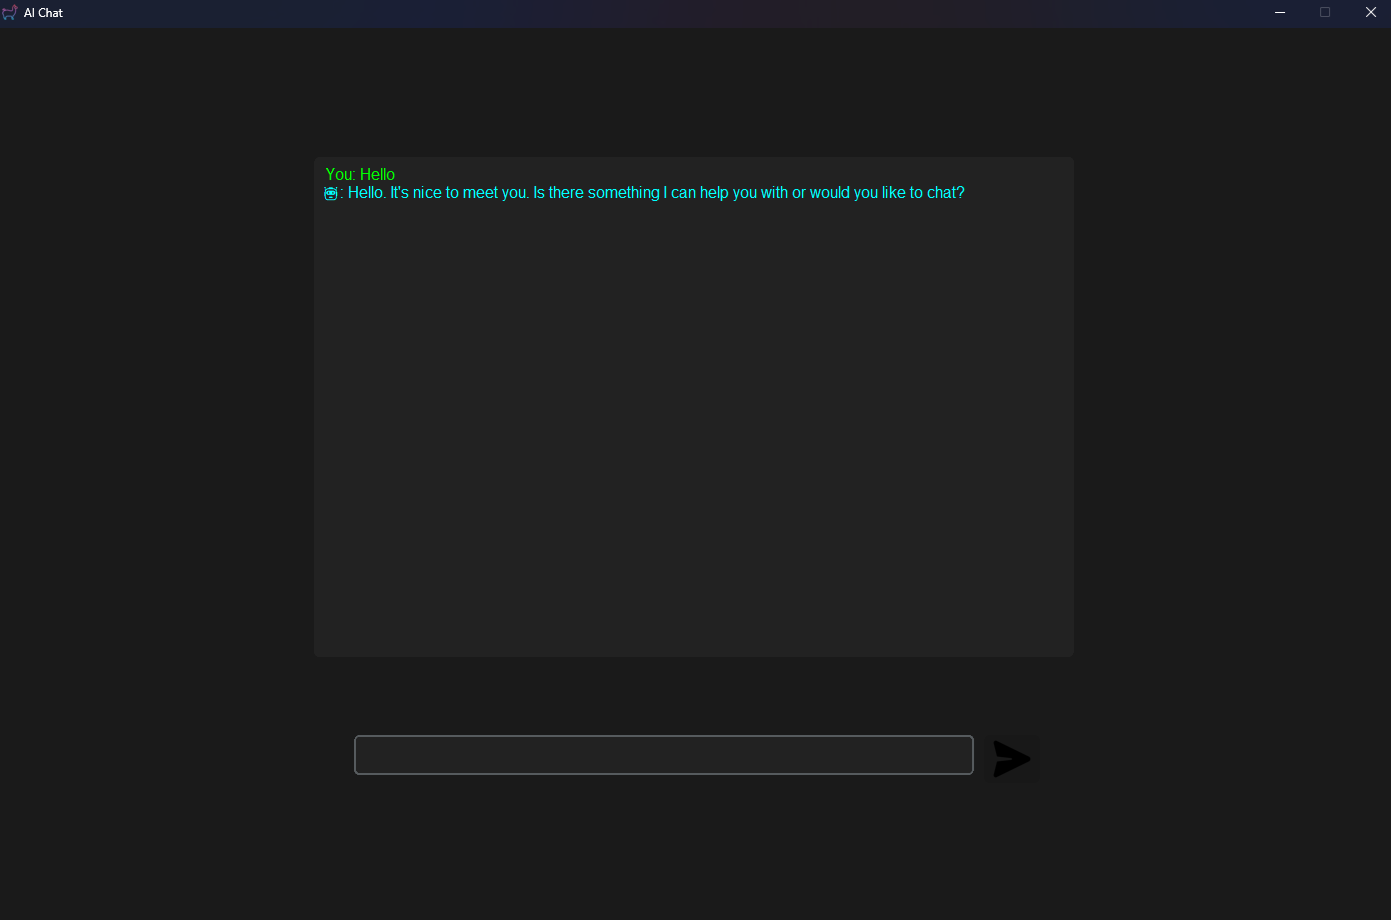 AI Chat
You: Hello
🤖: Hello. It's nice to meet you. Is there something I can help you with or would you like to chat?